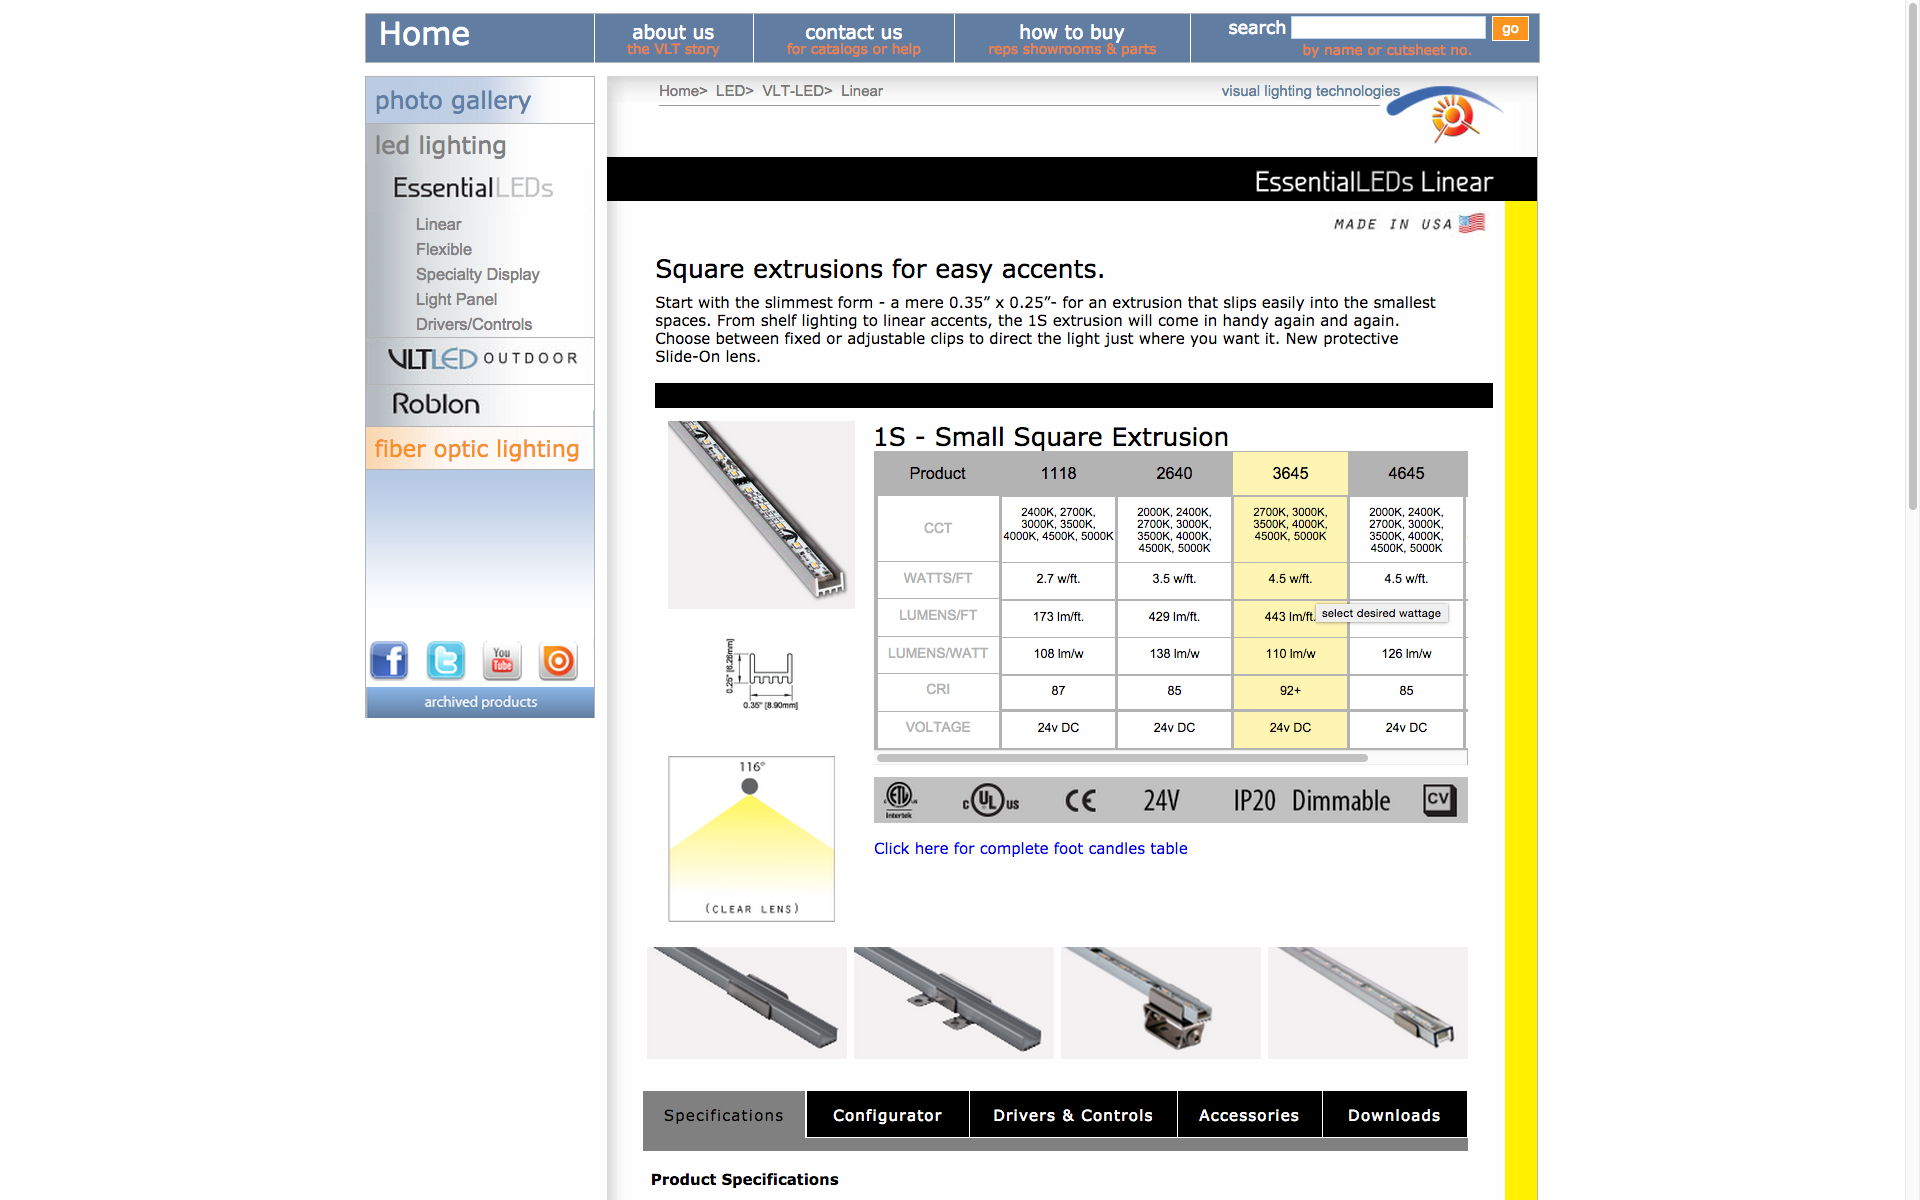 Home
about us
the VLT story
contact us
for catalogs or help
how to buy
reps showrooms & parts
search
go
by name or cutsheet no.
photo gallery
led lighting
EssentialLEDs
Linear
Flexible
Specialty Display
Light Panel
Drivers/Controls
VLTLED OUTDOOR
Roblon
fiber optic lighting
You Tube
archived products
Home> LED> VLT-LED> Linear
visual lighting technologies
EssentialLEDs Linear
MADE IN USA
Square extrusions for easy accents.
Start with the slimmest form - a mere 0.35” x 0.25”- for an extrusion that slips easily into the smallest
spaces. From shelf lighting to linear accents, the 1S extrusion will come in handy again and again.
Choose between fixed or adjustable clips to direct the light just where you want it. New protective
Slide-On lens.
1S - Small Square Extrusion
Product 1118 2640 3645 4645
CCT
2400K, 2700K,
3000K, 3500K,
4000K, 4500K, 5000K
2000K, 2400K,
2700K, 3000K,
3500K, 4000K,
4500K, 5000K
2700K, 3000K,
3500K, 4000K,
4500K, 5000K
2000K, 2400K,
2700K, 3000K,
3500K, 4000K,
4500K, 5000K
WATTS/FT 2.7 w/ft. 3.5 w/ft. 4.5 w/ft. 4.5 w/ft.
LUMENS/FT 173 lm/ft. 429 lm/ft. 443 lm/ft.
select desired wattage
LUMENS/WATT 108 lm/w 138 lm/w 110 lm/w 126 lm/w
CRI 87 85 92+ 85
VOLTAGE 24v DC 24v DC 24v DC 24v DC
0.25" [6.26mm]
0.35" [8.90mm]
116°
(CLEAR LENS)
ETL Intertek
c UL us
CE
24V
IP20
Dimmable
CV
Click here for complete foot candles table
Specifications
Configurator
Drivers & Controls
Accessories
Downloads
Product Specifications